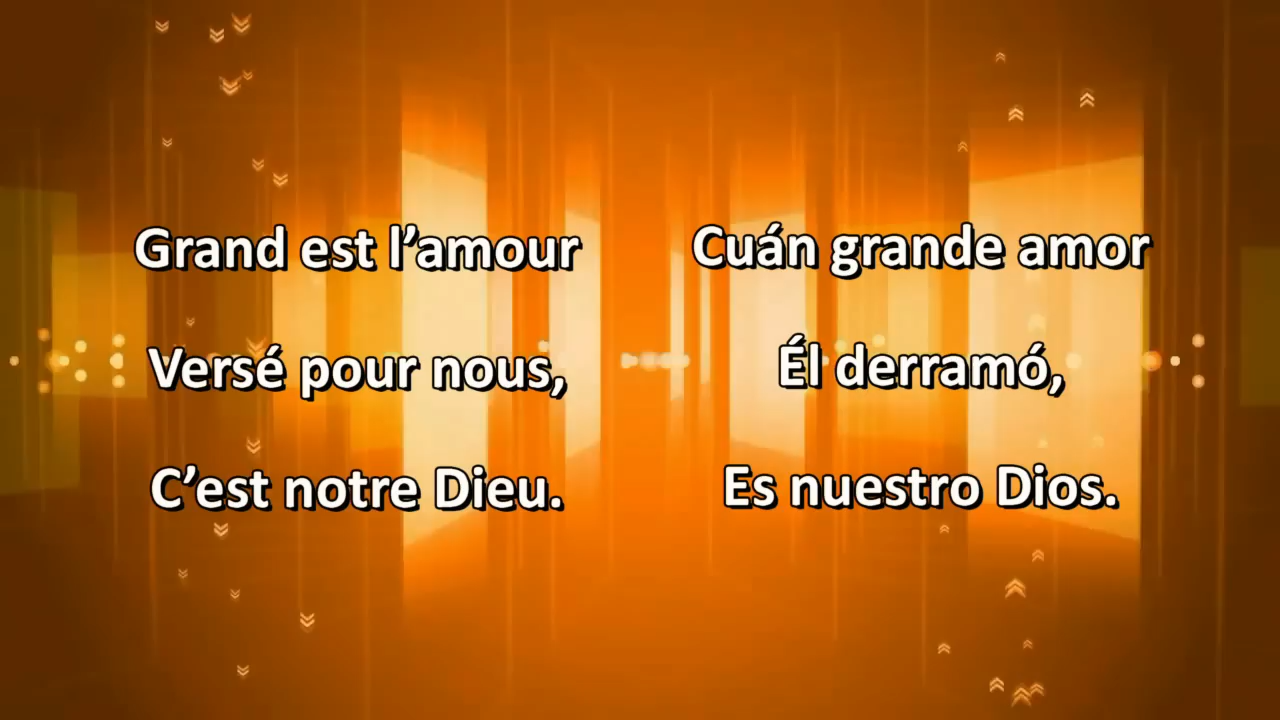 Grand est l’amour
Versé pour nous,
C’est notre Dieu.
Cuán grande amor
Él derramó,
Es nuestro Dios.